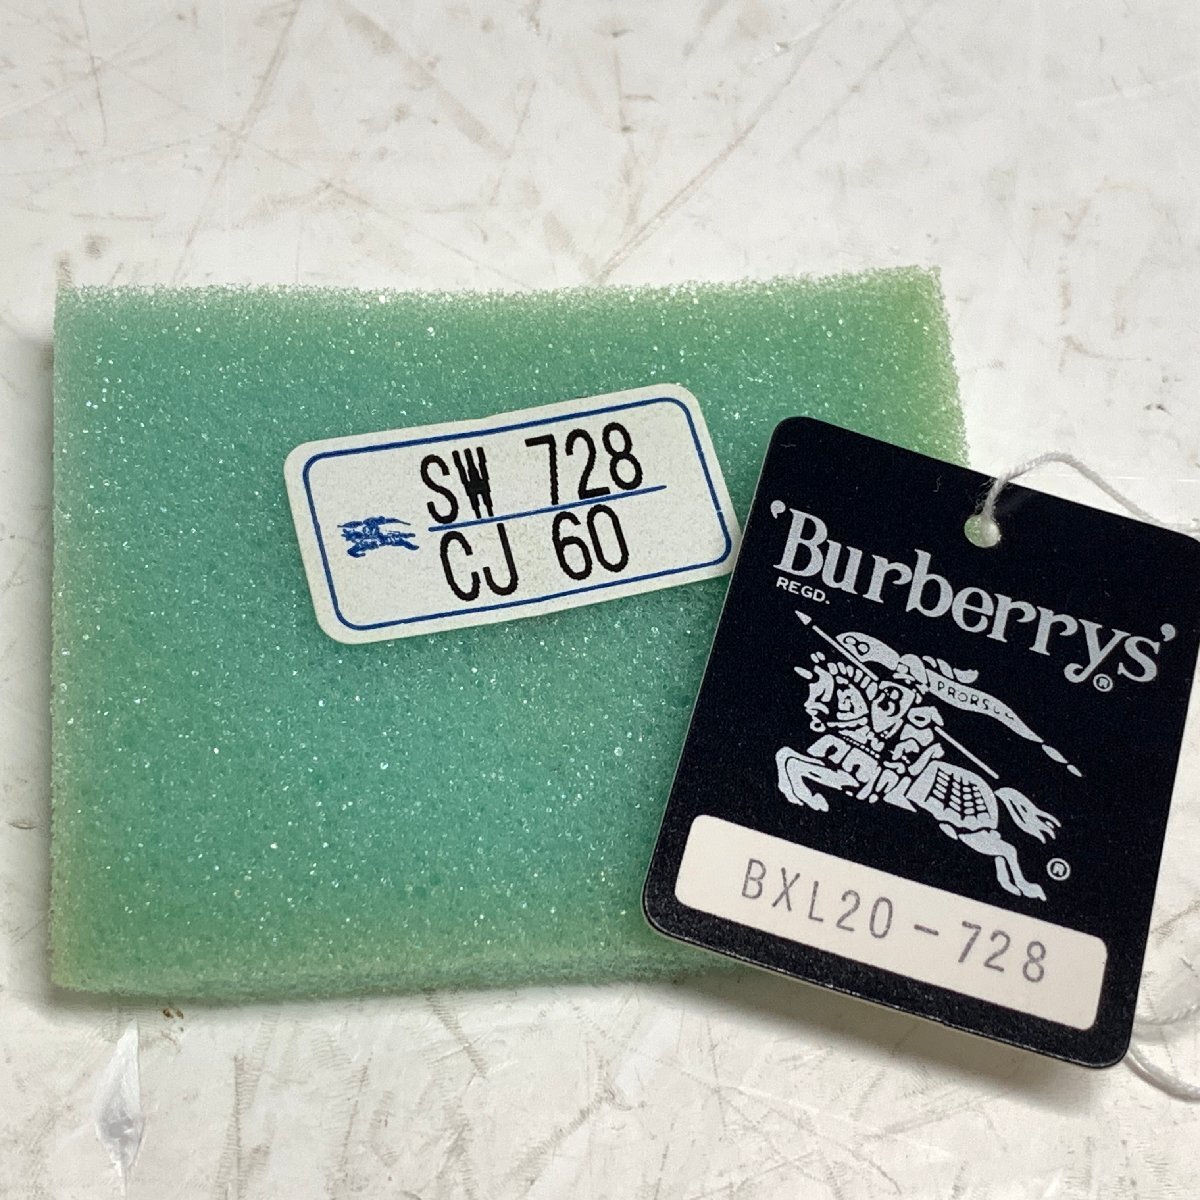 SW 728
CJ 60
'Burberrys'
REGD.
®
PRORSUM
®
BXL20-728